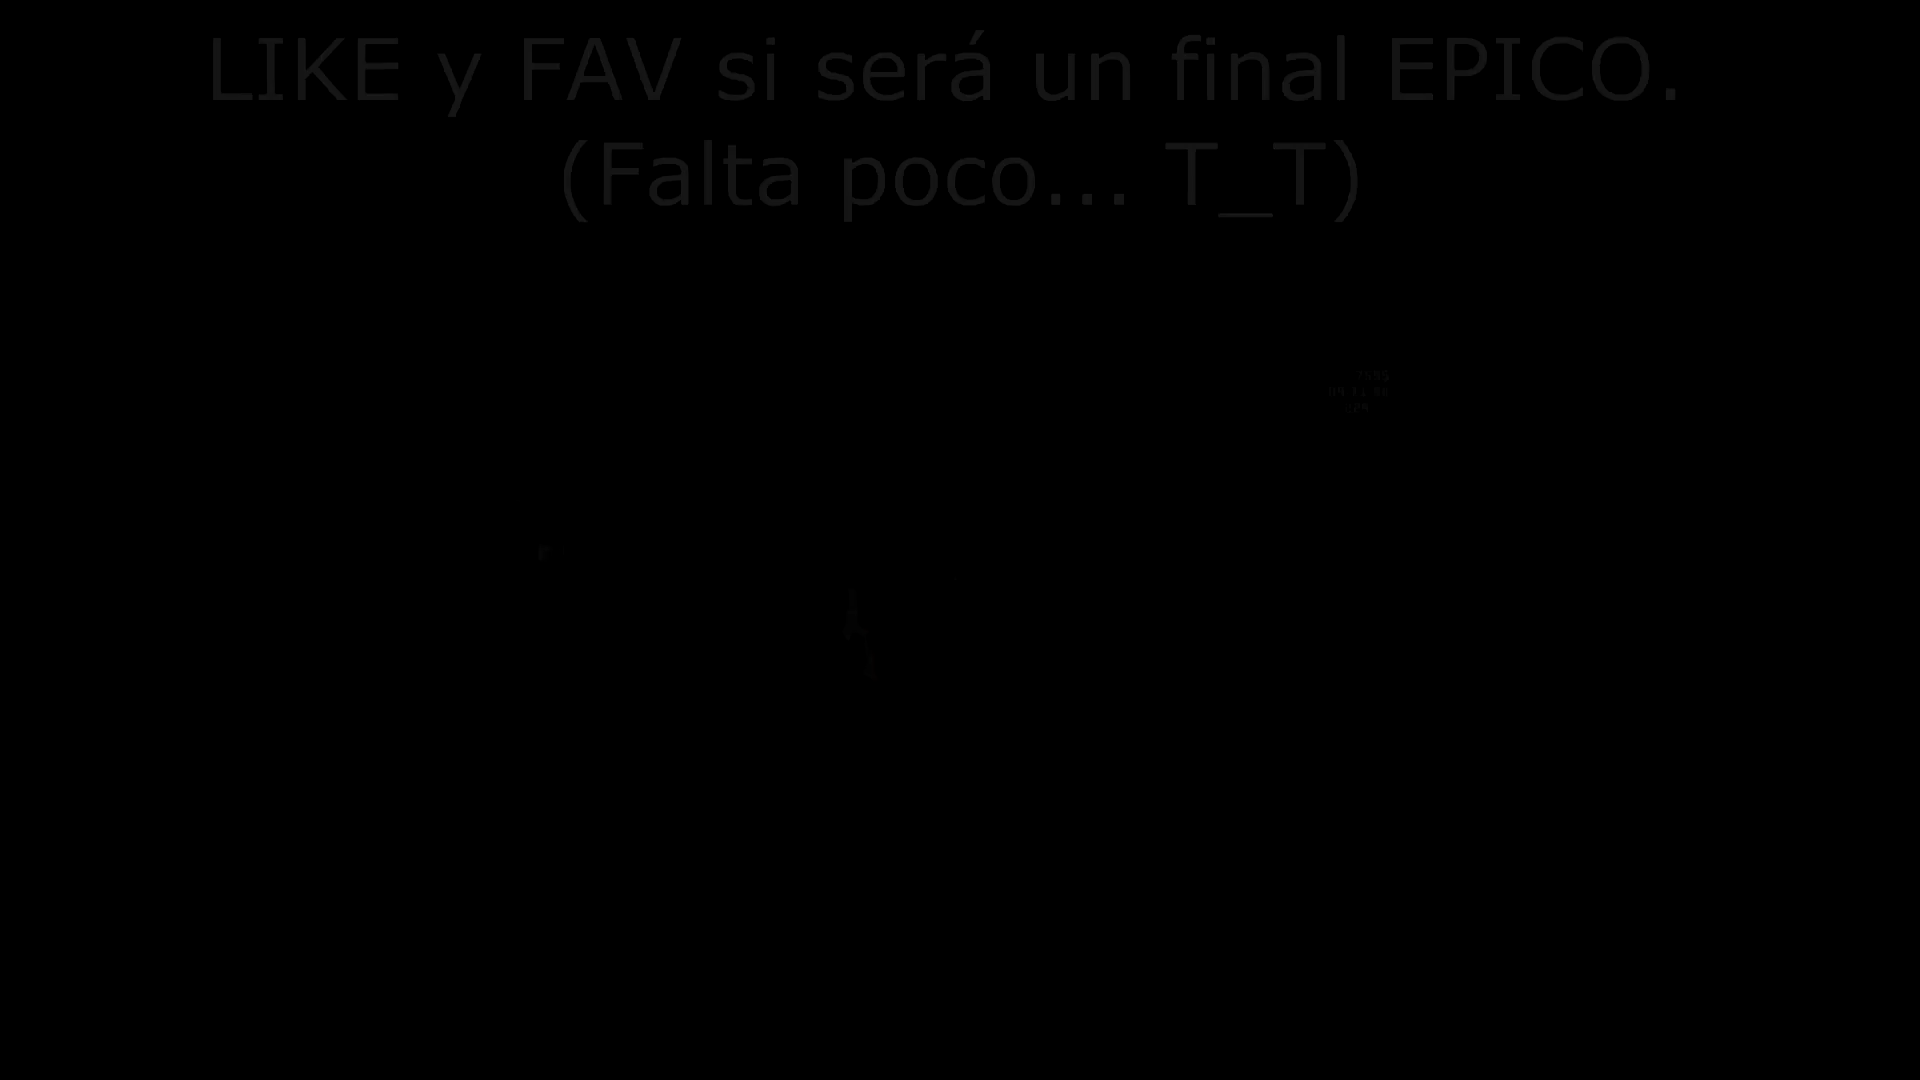 LIKE y FAV si será un final EPICO.
(Falta poco... T_T)